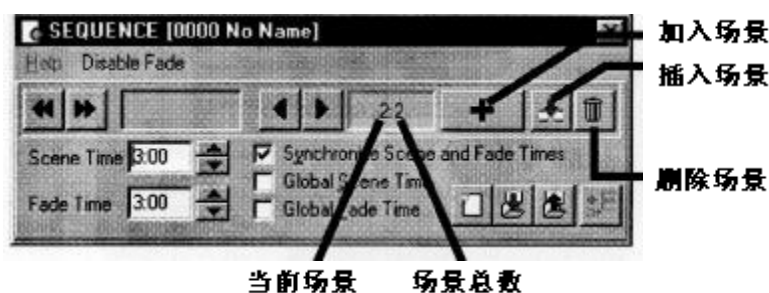 SEQUENCE [0000 No Name]
加入场景
Help Disable Fade
插入场景
2:2
Scene Time 3:00
Synchronise Scene and Fade Times
删除场景
Global Scene Time
Fade Time 3:00
Global Fade Time
当前场景 场景总数